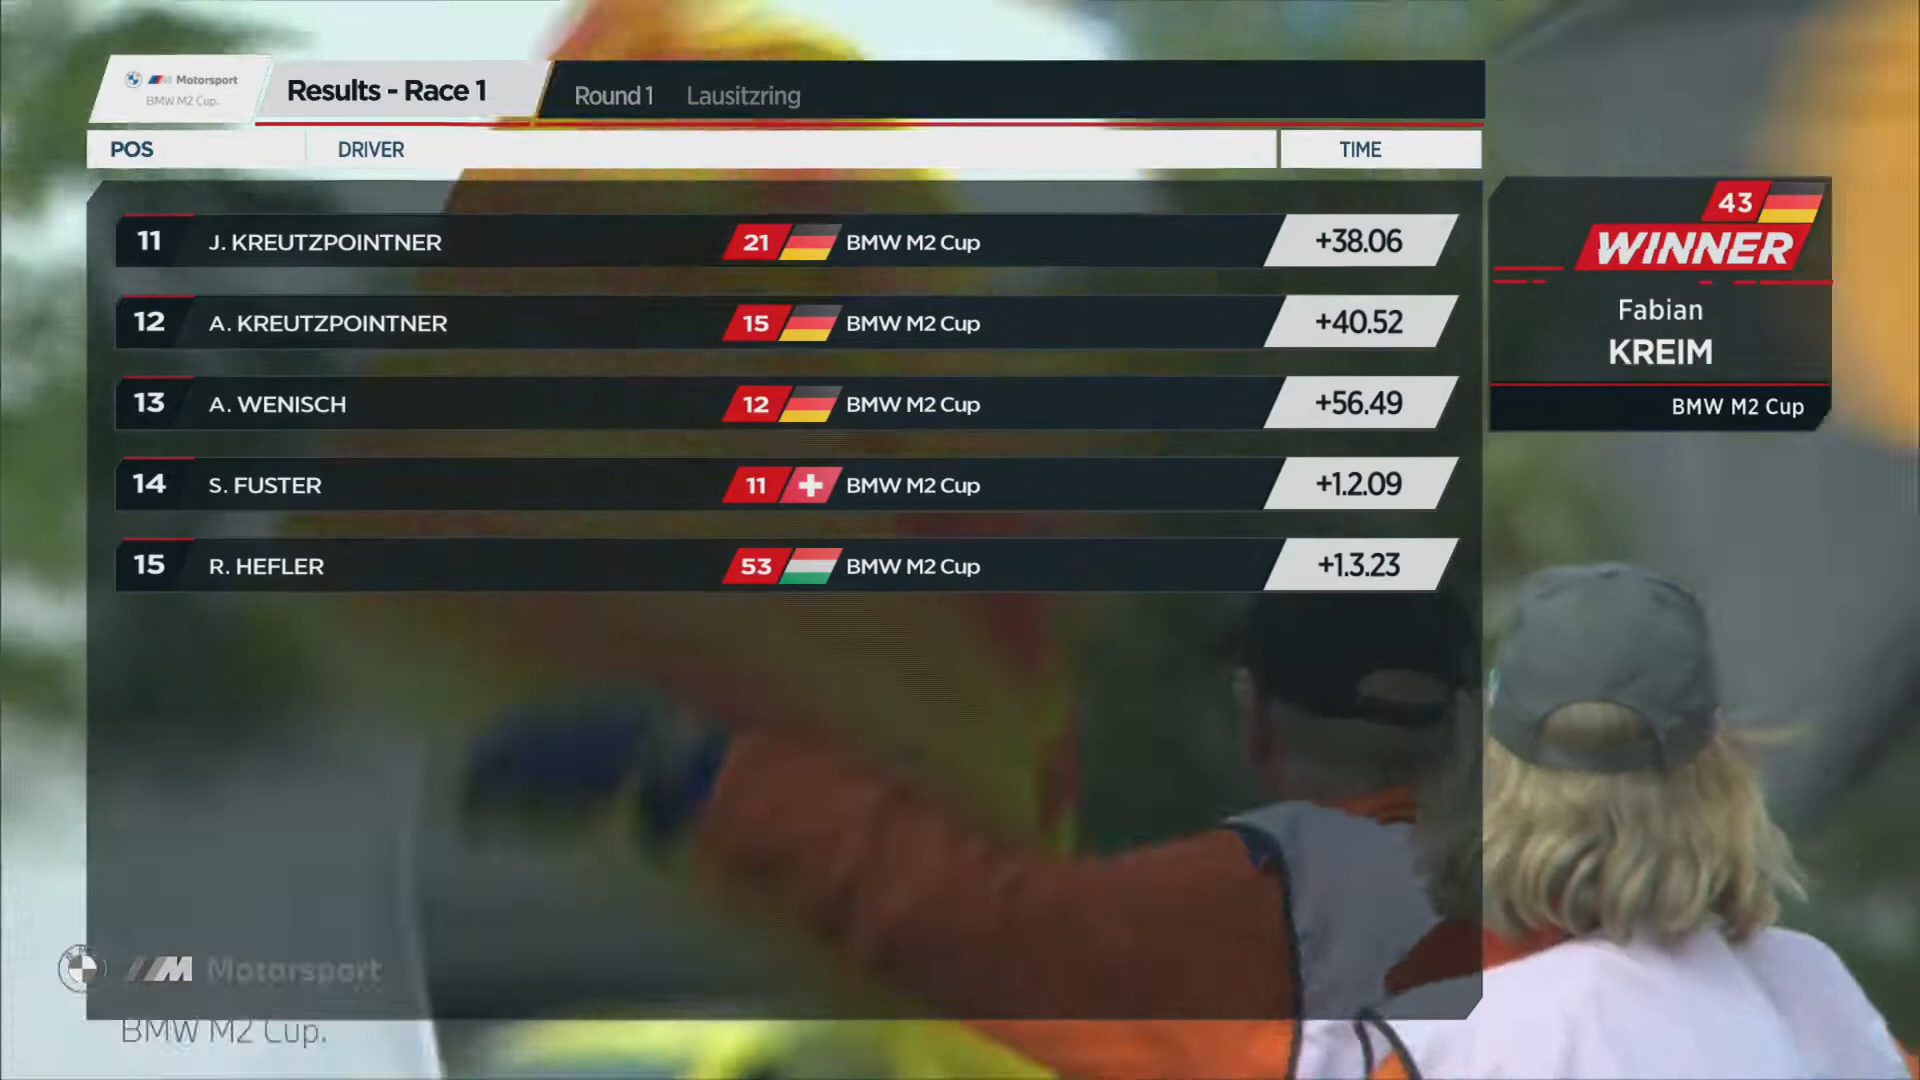 M Motorsport
BMW M2 Cup.
Results - Race 1
Round 1 Lausitzring
POS DRIVER TIME
11 J. KREUTZPOINTNER 21 BMW M2 Cup +38.06
12 A. KREUTZPOINTNER 15 BMW M2 Cup +40.52
13 A. WENISCH 12 BMW M2 Cup +56.49
14 S. FUSTER 11 BMW M2 Cup +1.2.09
15 R. HEFLER 53 BMW M2 Cup +1.3.23
43
WINNER
Fabian
KREIM
BMW M2 Cup
M Motorsport
BMW M2 Cup.